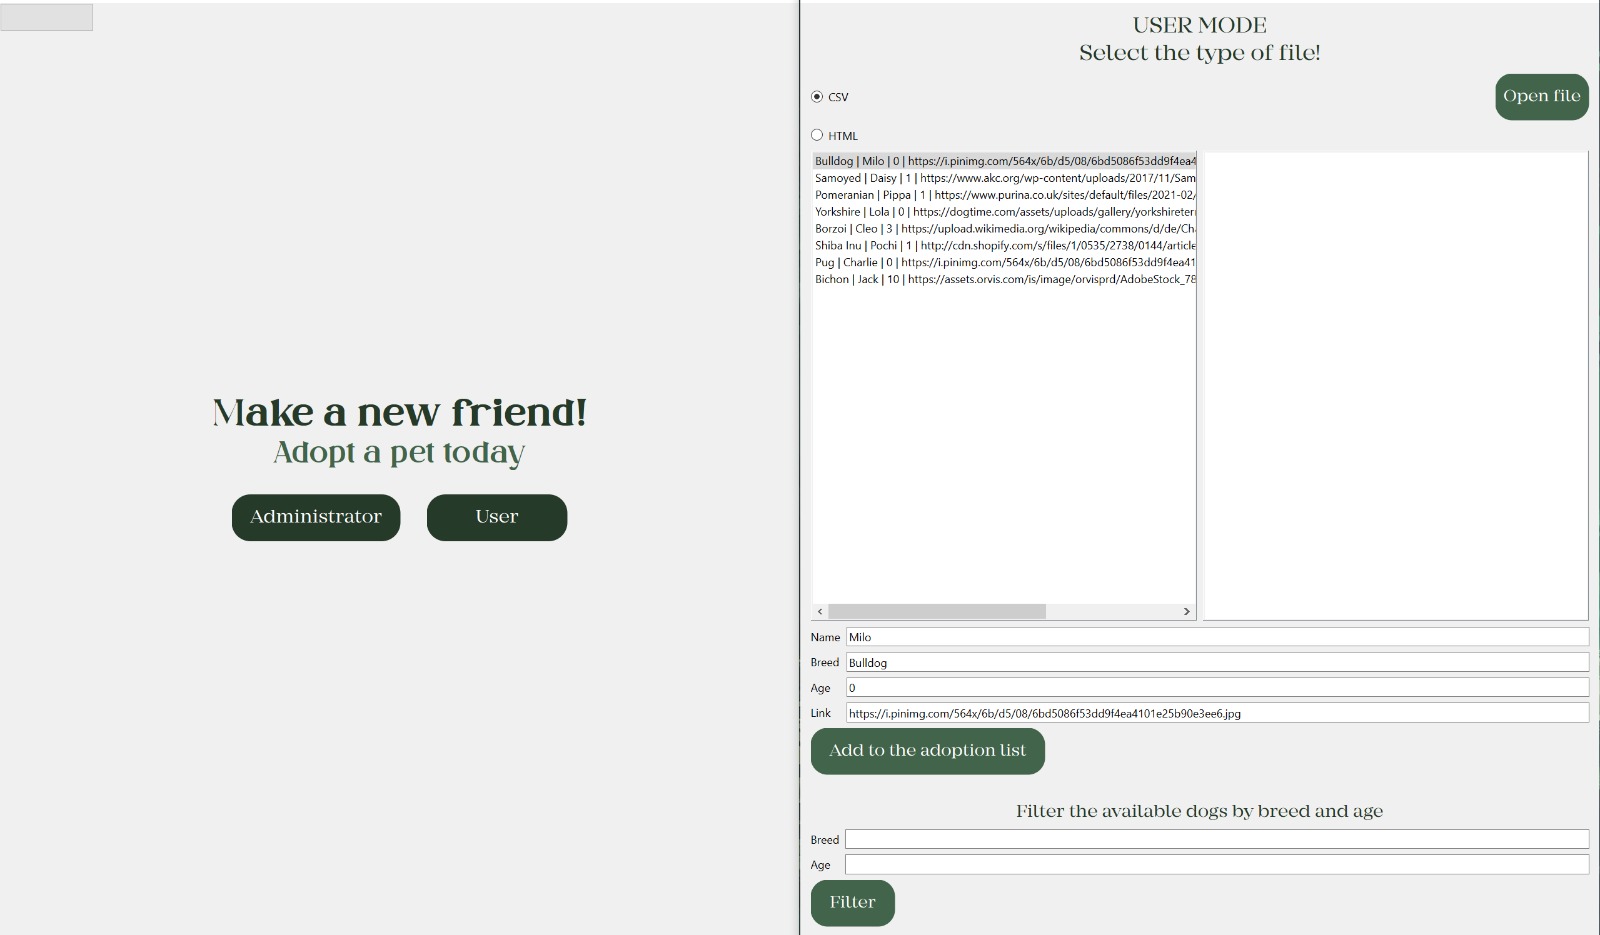 Make a new friend!
Adopt a pet today
Administrator
User
USER MODE
Select the type of file!
CSV
Open file
HTML
Bulldog | Milo | 0 | https://i.pinimg.com/564x/6b/d5/08/6bd5086f53dd9f4ea4
Samoyed | Daisy | 1 | https://www.akc.org/wp-content/uploads/2017/11/Sam
Pomeranian | Pippa | 1 | https://www.purina.co.uk/sites/default/files/2021-02/
Yorkshire | Lola | 0 | https://dogtime.com/assets/uploads/gallery/yorkshireter
Borzoi | Cleo | 3 | https://upload.wikimedia.org/wikipedia/commons/d/de/Cha
Shiba Inu | Pochi | 1 | http://cdn.shopify.com/s/files/1/0535/2738/0144/article
Pug | Charlie | 0 | https://i.pinimg.com/564x/6b/d5/08/6bd5086f53dd9f4ea41
Bichon | Jack | 10 | https://assets.orvis.com/is/image/orvisprd/AdobeStock_78
Name Milo
Breed Bulldog
Age 0
Link https://i.pinimg.com/564x/6b/d5/08/6bd5086f53dd9f4ea4101e25b90e3ee6.jpg
Add to the adoption list
Filter the available dogs by breed and age
Breed
Age
Filter